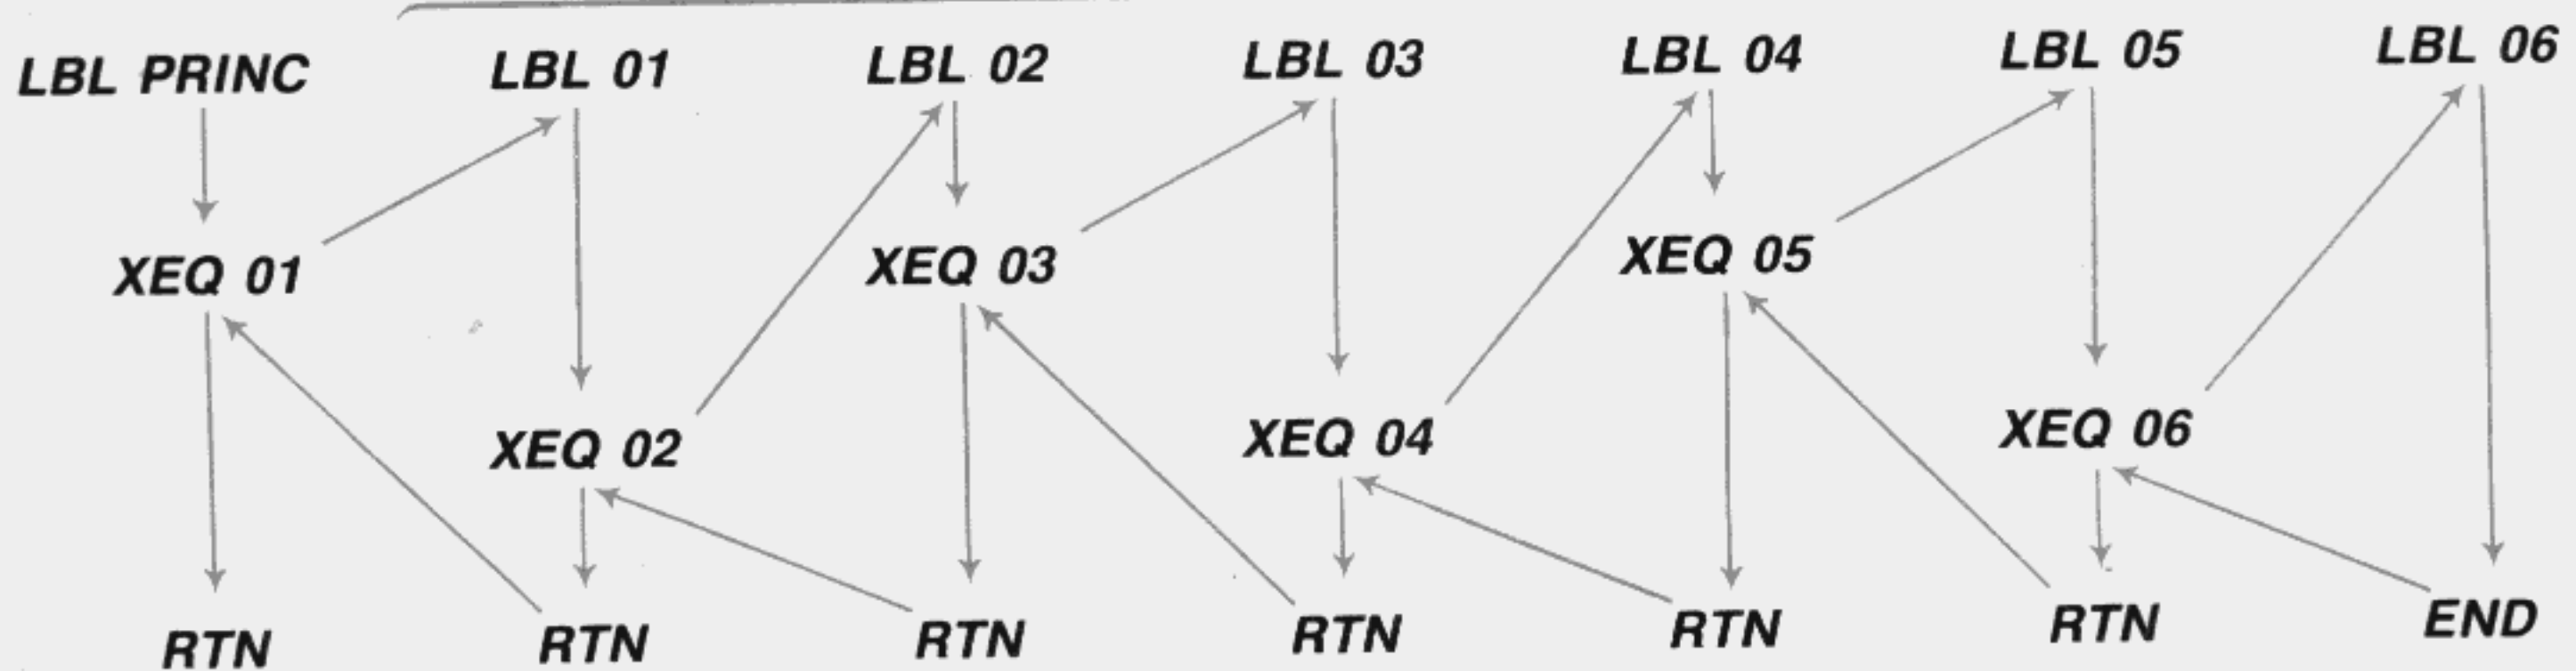 LBL PRINC LBL 01 LBL 02 LBL 03 LBL 04 LBL 05 LBL 06
XEQ 01 XEQ 03 XEQ 05
XEQ 02 XEQ 04 XEQ 06
RTN RTN RTN RTN RTN RTN END